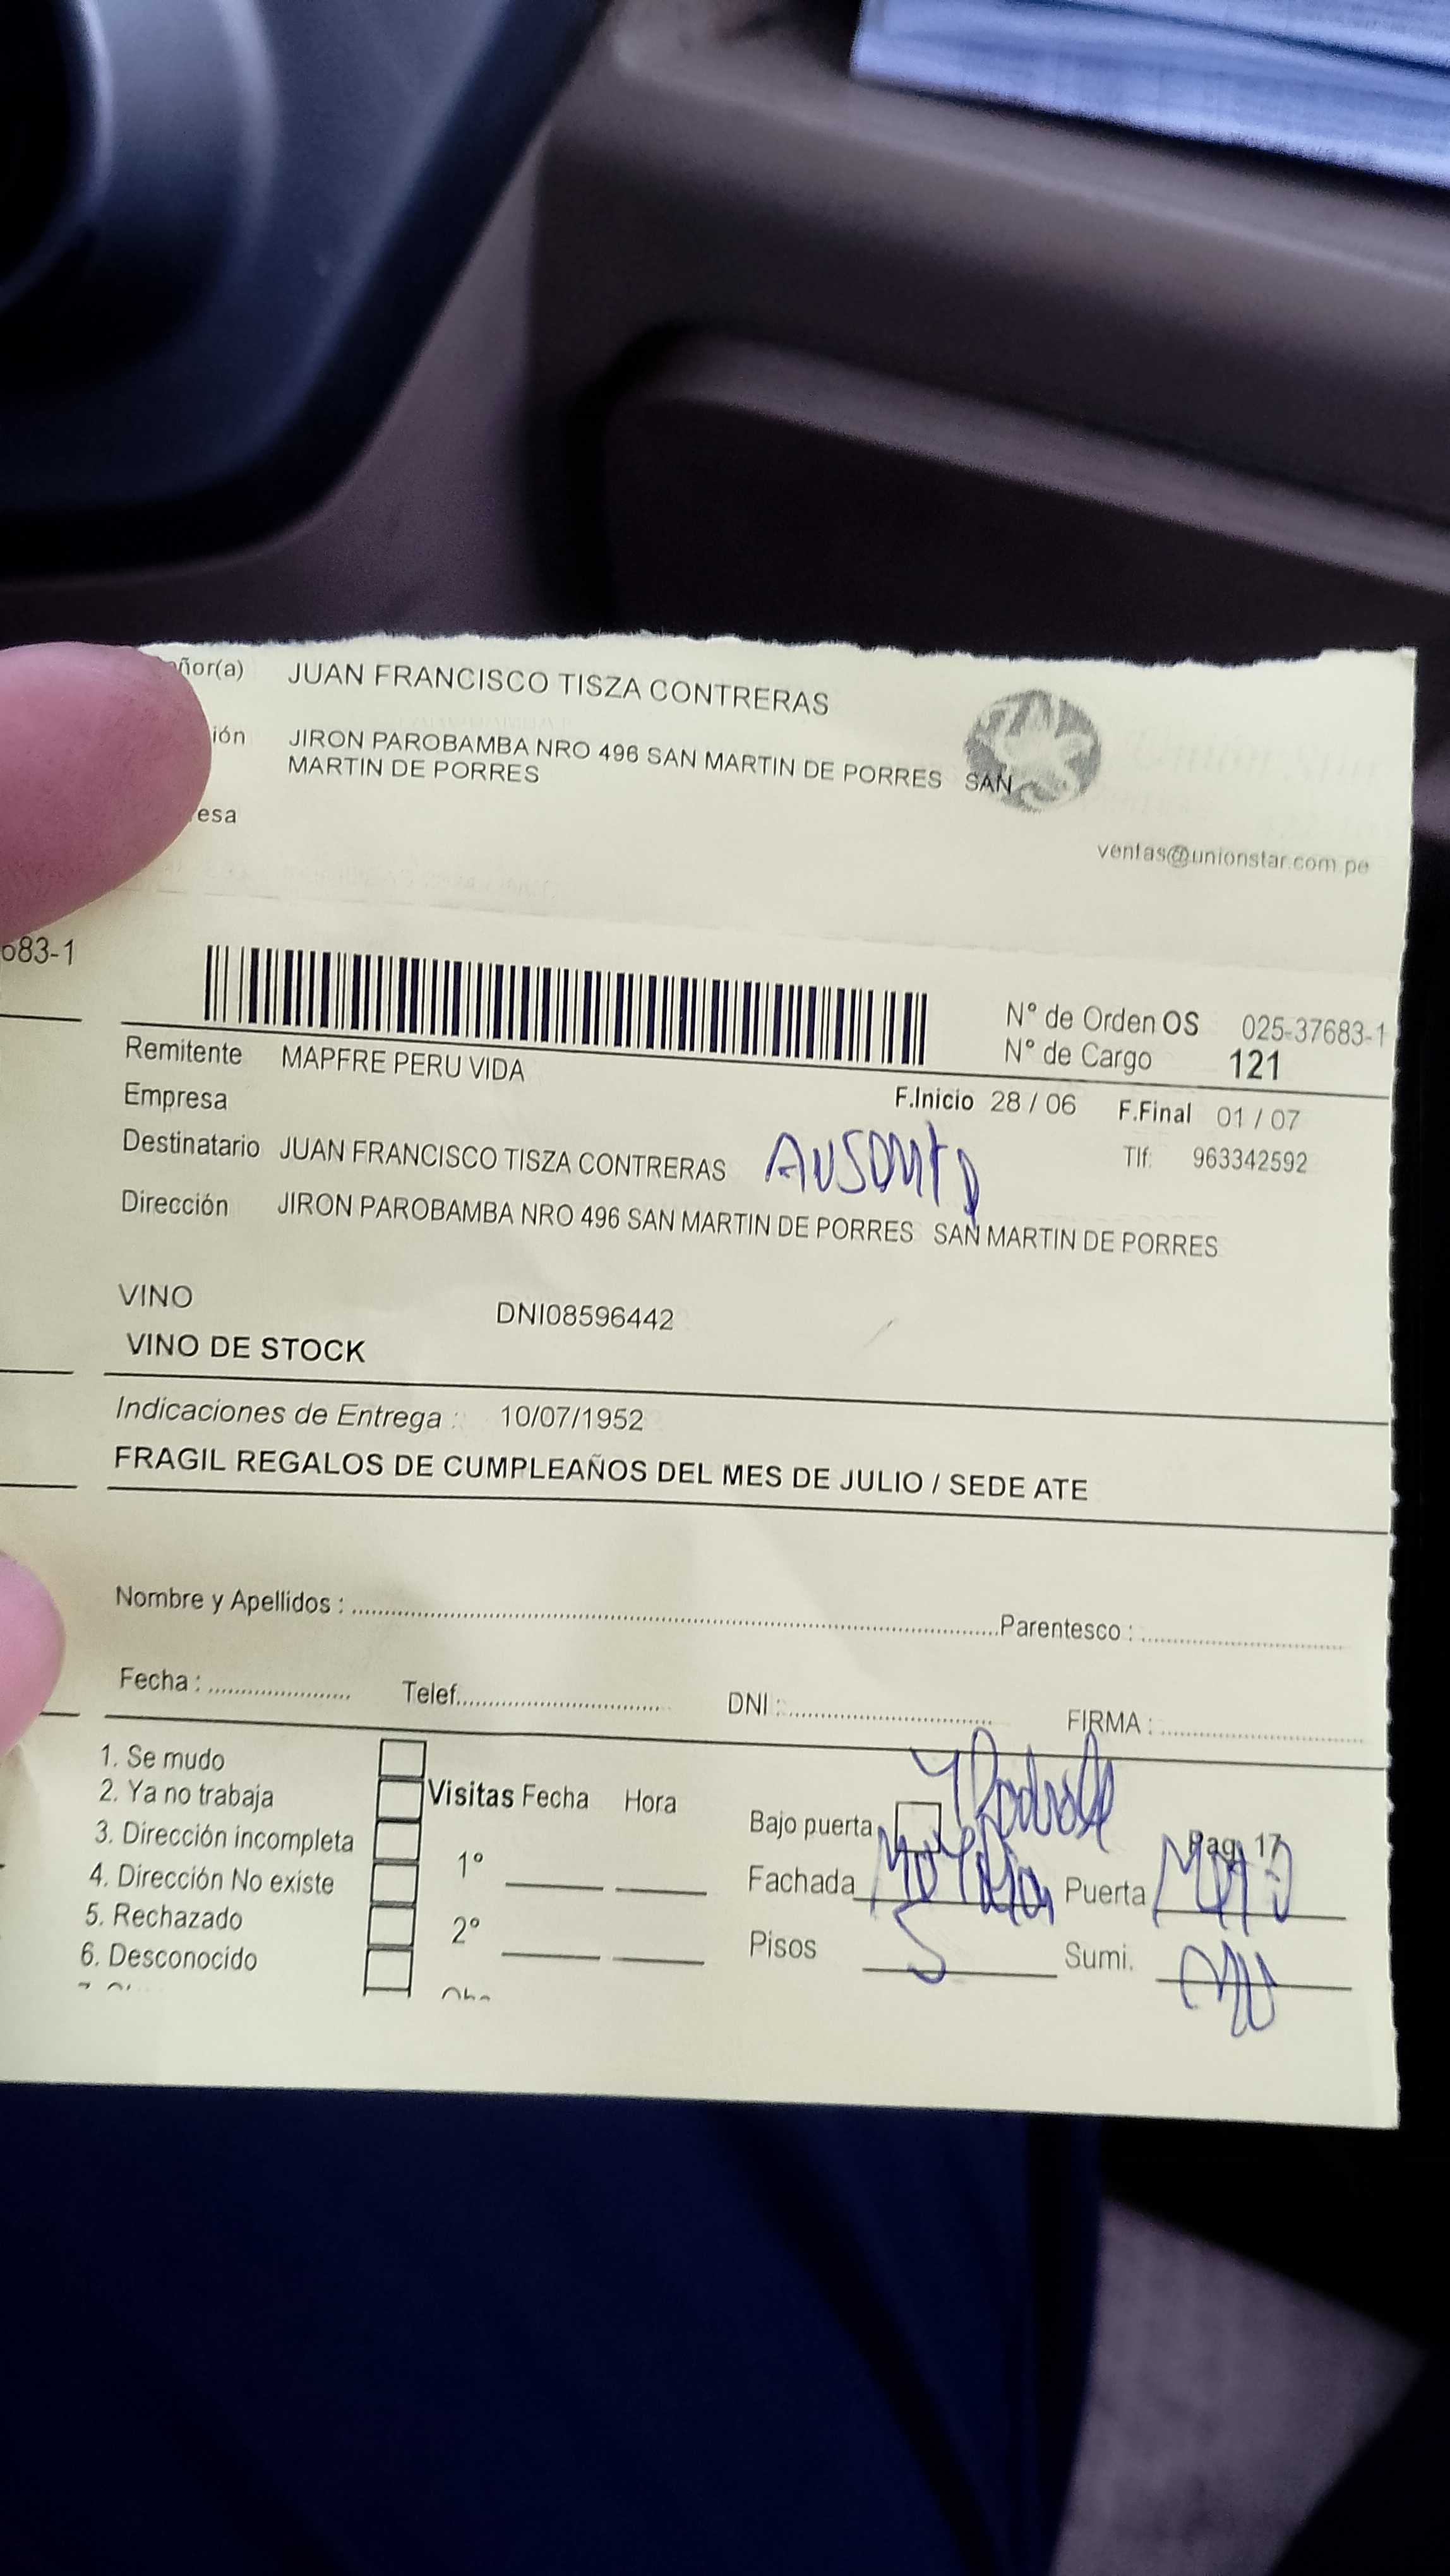 ñor(a) JUAN FRANCISCO TISZA CONTRERAS
ión JIRON PAROBAMBA NRO 496 SAN MARTIN DE PORRES SAN
MARTIN DE PORRES
esa
ventas@unionstar.com.pe
683-1
N° de Orden OS 025-37683-1
N° de Cargo 121
Remitente MAPFRE PERU VIDA
Empresa F.Inicio 28 / 06 F.Final 01 / 07
Destinatario JUAN FRANCISCO TISZA CONTRERAS Tlf: 963342592
Dirección JIRON PAROBAMBA NRO 496 SAN MARTIN DE PORRES SAN MARTIN DE PORRES
VINO DNI08596442
VINO DE STOCK
Indicaciones de Entrega : 10/07/1952
FRAGIL REGALOS DE CUMPLEAÑOS DEL MES DE JULIO / SEDE ATE
Nombre y Apellidos : Parentesco :
Fecha : Telef. DNI : FIRMA :
1. Se mudo
2. Ya no trabaja Visitas Fecha Hora
3. Dirección incompleta Bajo puerta Pag. 17
4. Dirección No existe 1° Fachada Puerta
5. Rechazado 2° Pisos 5 Sumi.
6. Desconocido